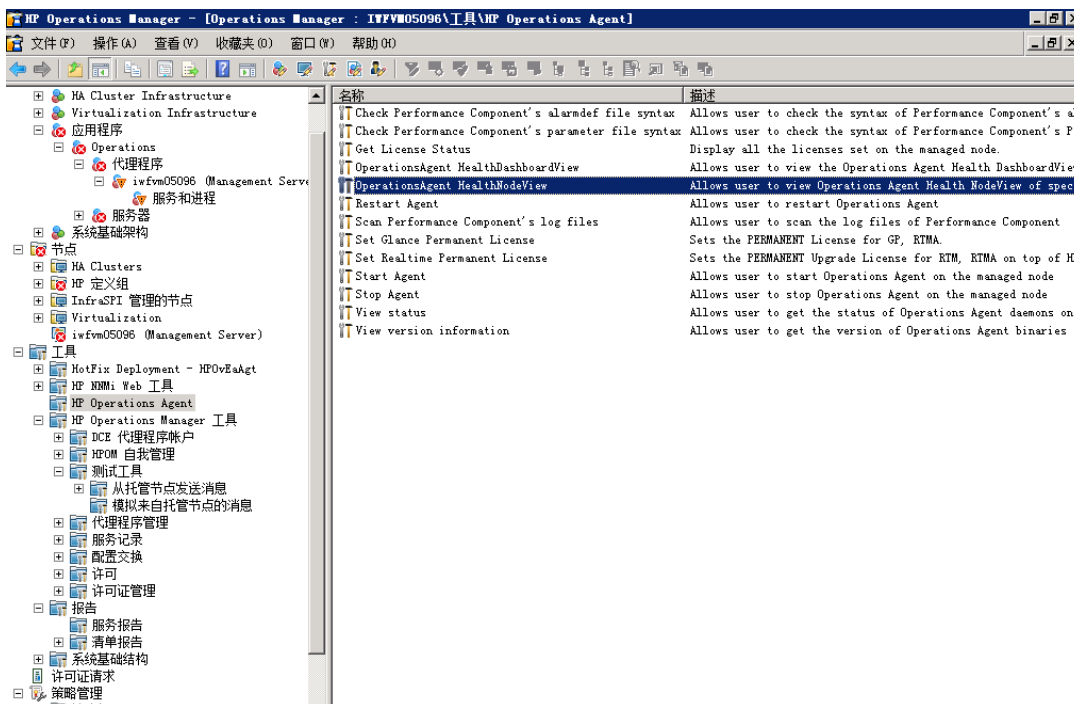 HP Operations Manager - [Operations Manager : IWFVM05096\工具\HP Operations Agent]
文件(F) 操作(A) 查看(V) 收藏夹(O) 窗口(W) 帮助(H)
HA Cluster Infrastructure
Virtualization Infrastructure
应用程序
Operations
代理程序
iwfvm05096 (Management Serve
服务和进程
服务器
系统基础架构
节点
HA Clusters
HP 定义组
InfraSPI 管理的节点
Virtualization
iwfvm05096 (Management Server)
工具
HotFix Deployment - HPOvEaAgt
HP NNMi Web 工具
HP Operations Agent
HP Operations Manager 工具
DCE 代理程序帐户
HPOM 自我管理
测试工具
从托管节点发送消息
模拟来自托管节点的消息
代理程序管理
服务记录
配置交换
许可
许可证管理
报告
服务报告
清单报告
系统基础结构
许可证请求
策略管理
名称 描述
Check Performance Component's alarmdef file syntax Allows user to check the syntax of Performance Component's a
Check Performance Component's parameter file syntax Allows user to check the syntax of Performance Component's P
Get License Status Display all the licenses set on the managed node.
OperationsAgent HealthDashboardView Allows user to view the Operations Agent Health DashboardVie
OperationsAgent HealthNodeView Allows user to view Operations Agent Health NodeView of spec
Restart Agent Allows user to restart Operations Agent
Scan Performance Component's log files Allows user to scan the log files of Performance Component
Set Glance Permanent License Sets the PERMANENT License for GP, RTMA.
Set Realtime Permanent License Sets the PERMANENT Upgrade License for RTM, RTMA on top of H
Start Agent Allows user to start Operations Agent on the managed node
Stop Agent Allows user to stop Operations Agent on the managed node
View status Allows user to get the status of Operations Agent daemons on
View version information Allows user to get the version of Operations Agent binaries